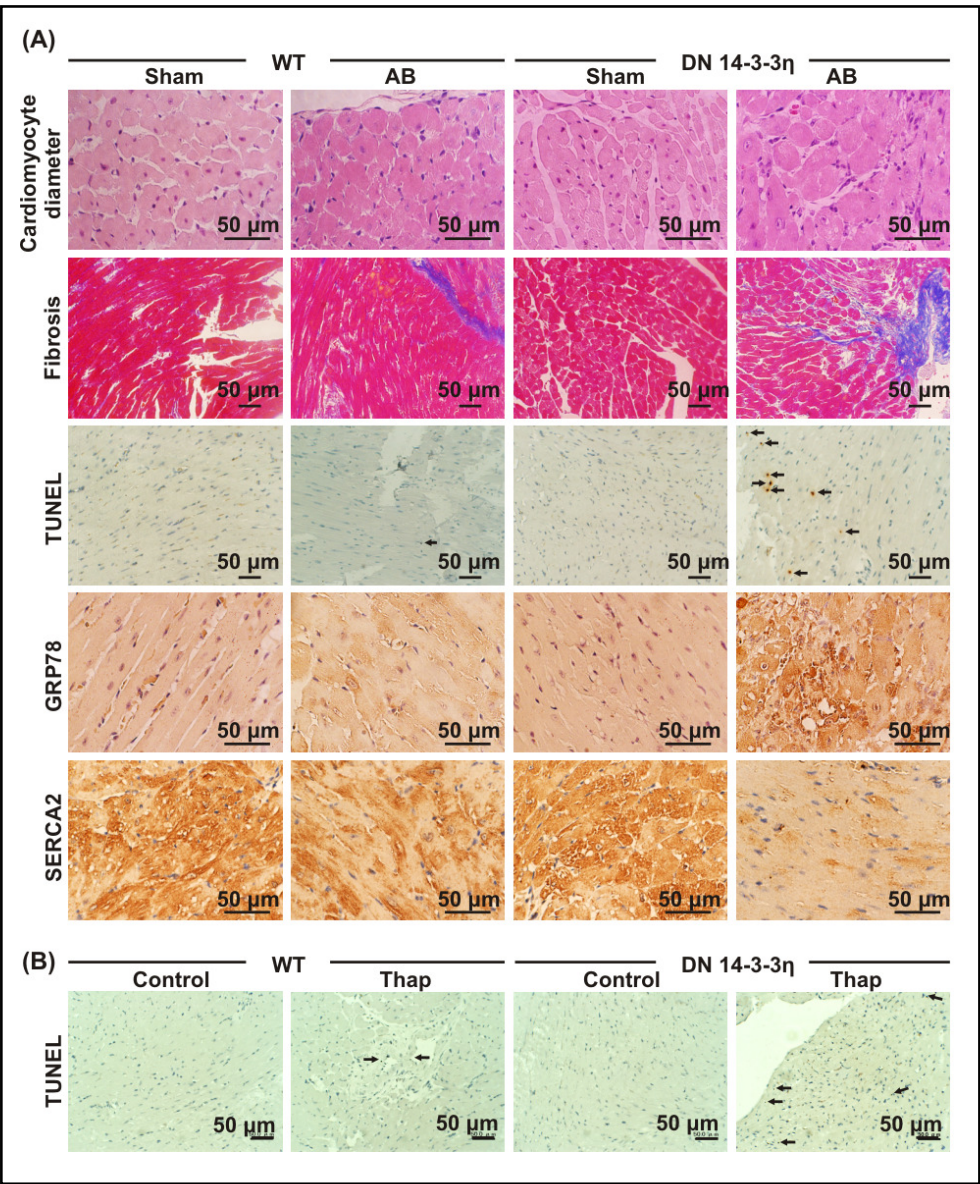 (A)
WT DN 14-3-3η
Sham AB Sham AB
Cardiomyocyte diameter
50 µm 50 µm 50 µm 50 µm
Fibrosis
50 µm 50 µm 50 µm 50 µm
TUNEL
50 µm 50 µm 50 µm 50 µm
GRP78
50 µm 50 µm 50 µm 50 µm
SERCA2
50 µm 50 µm 50 µm 50 µm
(B)
WT DN 14-3-3η
Control Thap Control Thap
TUNEL
50 µm 50 µm 50 µm 50 µm